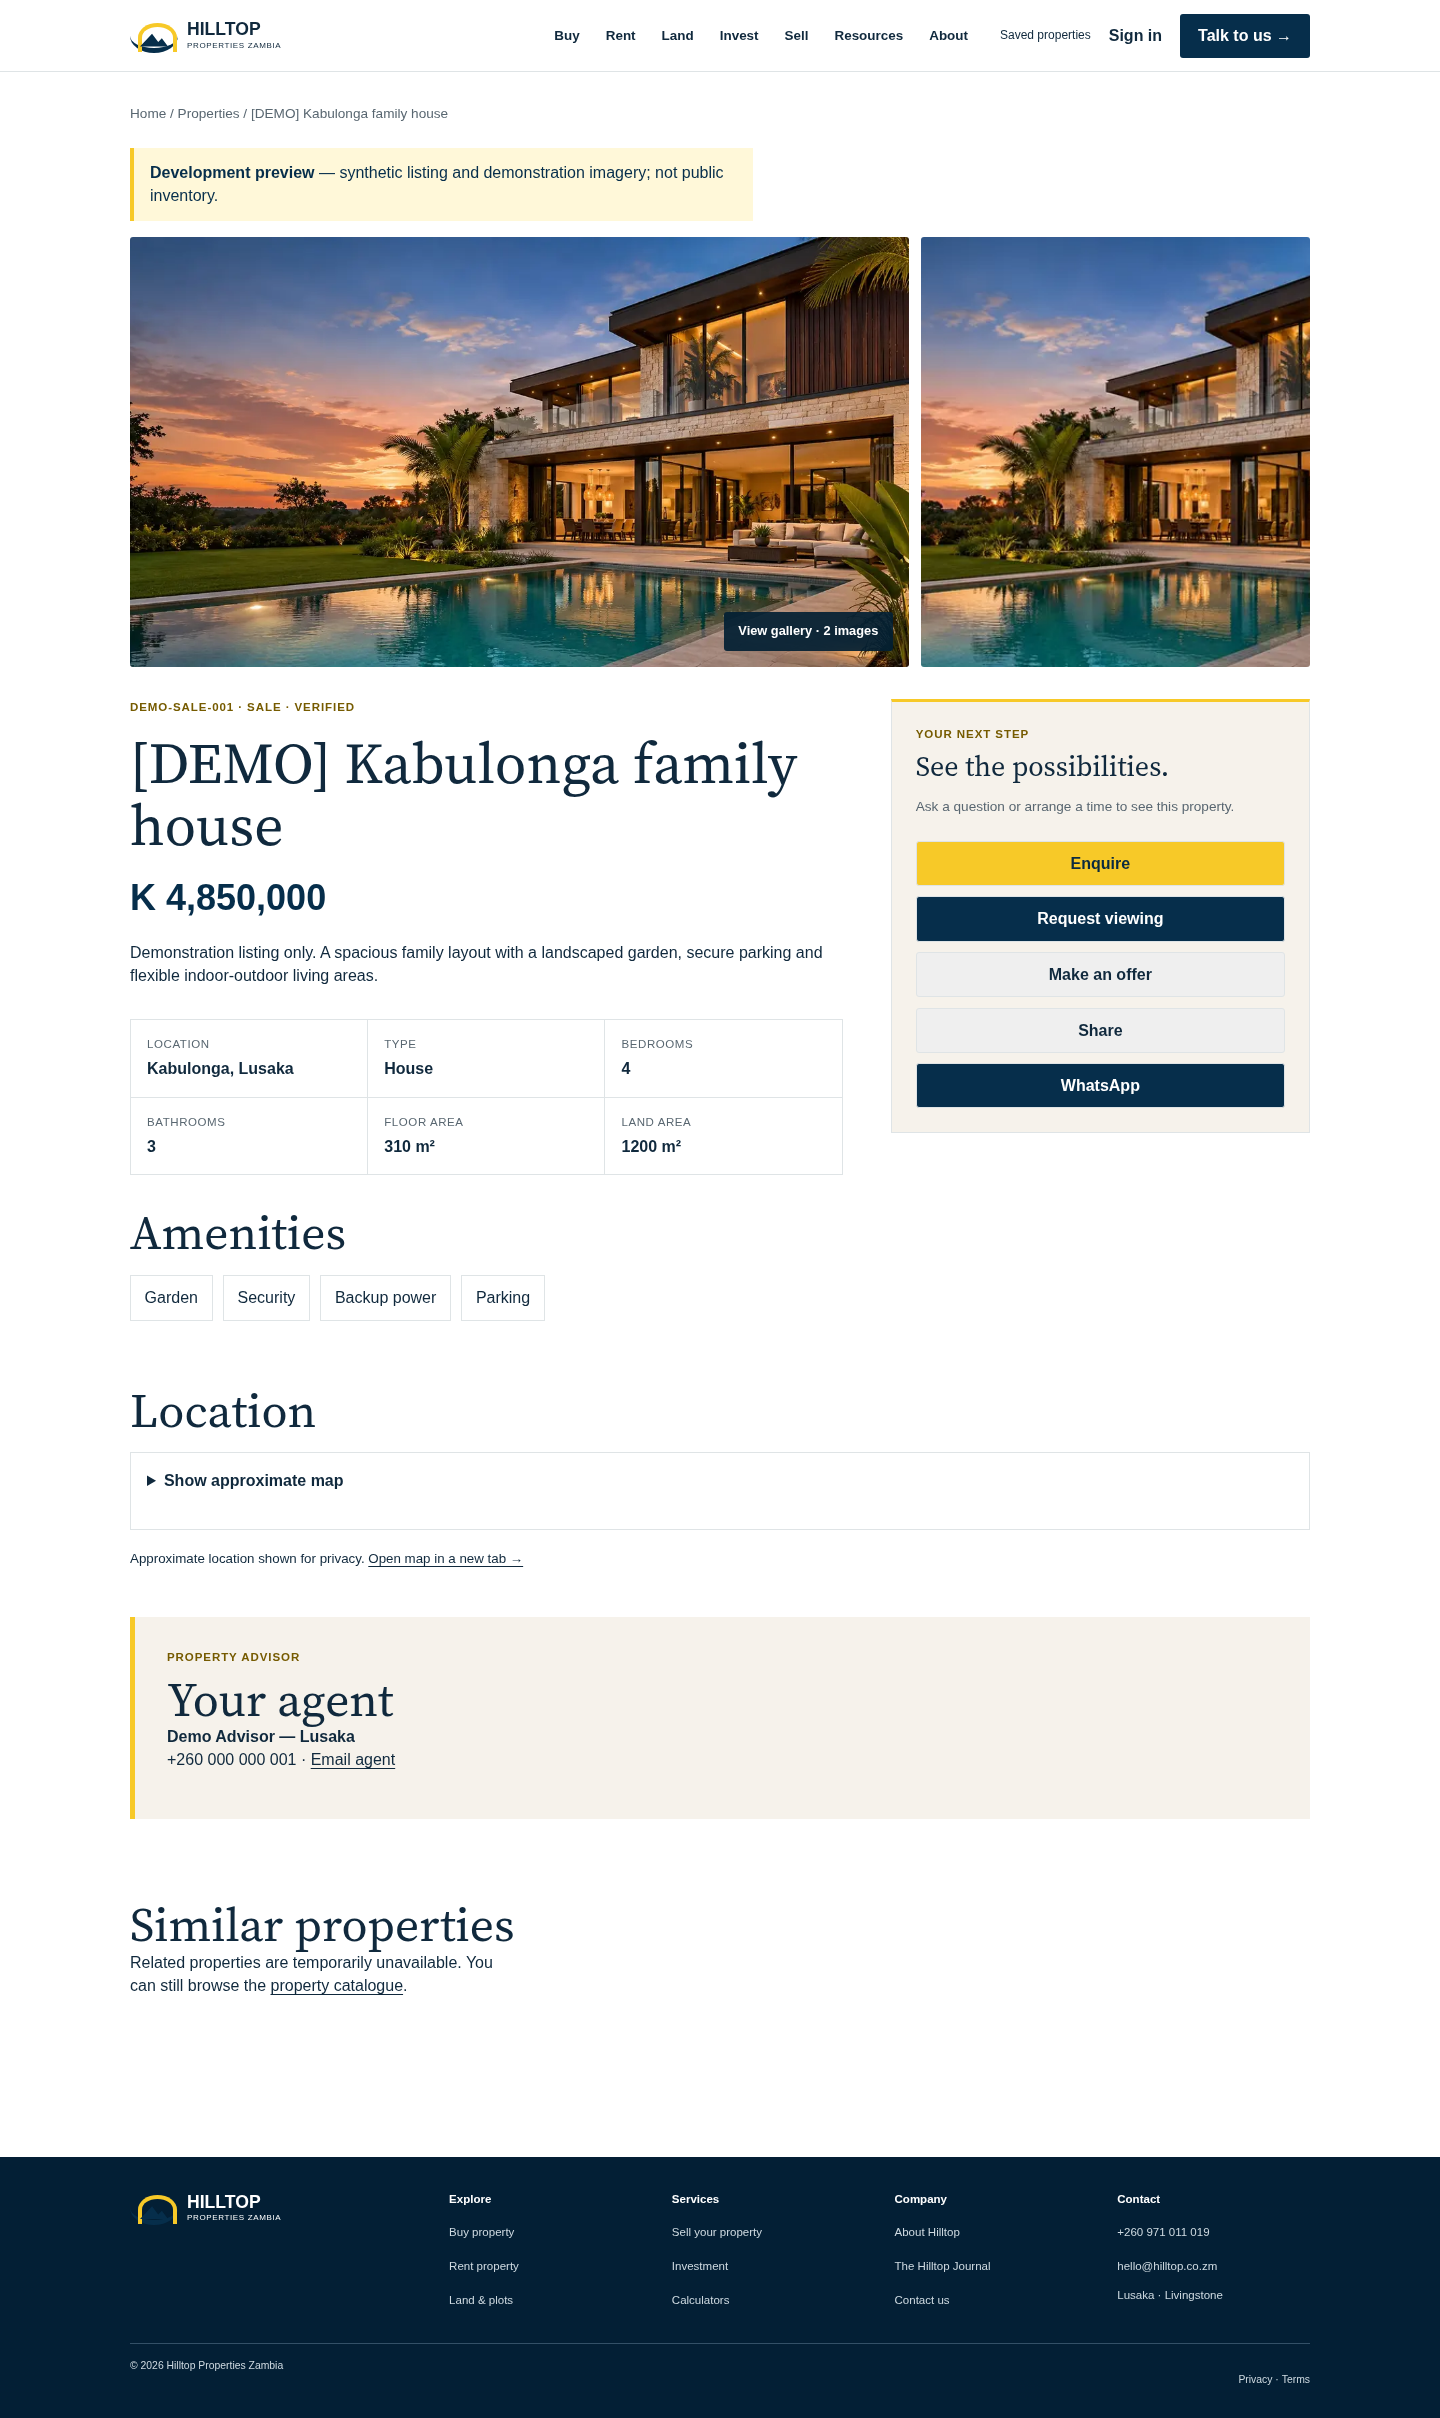 HILLTOP
PROPERTIES ZAMBIA
Buy Rent Land Invest Sell Resources About Saved properties Sign in Talk to us →
Home / Properties / [DEMO] Kabulonga family house
Development preview — synthetic listing and demonstration imagery; not public
inventory.
View gallery · 2 images
DEMO-SALE-001 · SALE · VERIFIED
[DEMO] Kabulonga family
house
K 4,850,000
Demonstration listing only. A spacious family layout with a landscaped garden, secure parking and
flexible indoor-outdoor living areas.
LOCATION TYPE BEDROOMS
Kabulonga, Lusaka House 4
BATHROOMS FLOOR AREA LAND AREA
3 310 m² 1200 m²
YOUR NEXT STEP
See the possibilities.
Ask a question or arrange a time to see this property.
Enquire
Request viewing
Make an offer
Share
WhatsApp
Amenities
Garden Security Backup power Parking
Location
Show approximate map
Approximate location shown for privacy. Open map in a new tab →
PROPERTY ADVISOR
Your agent
Demo Advisor — Lusaka
+260 000 000 001 · Email agent
Similar properties
Related properties are temporarily unavailable. You
can still browse the property catalogue.
HILLTOP
PROPERTIES ZAMBIA
Explore
Buy property
Rent property
Land & plots
Services
Sell your property
Investment
Calculators
Company
About Hilltop
The Hilltop Journal
Contact us
Contact
+260 971 011 019
hello@hilltop.co.zm
Lusaka · Livingstone
© 2026 Hilltop Properties Zambia
Privacy · Terms